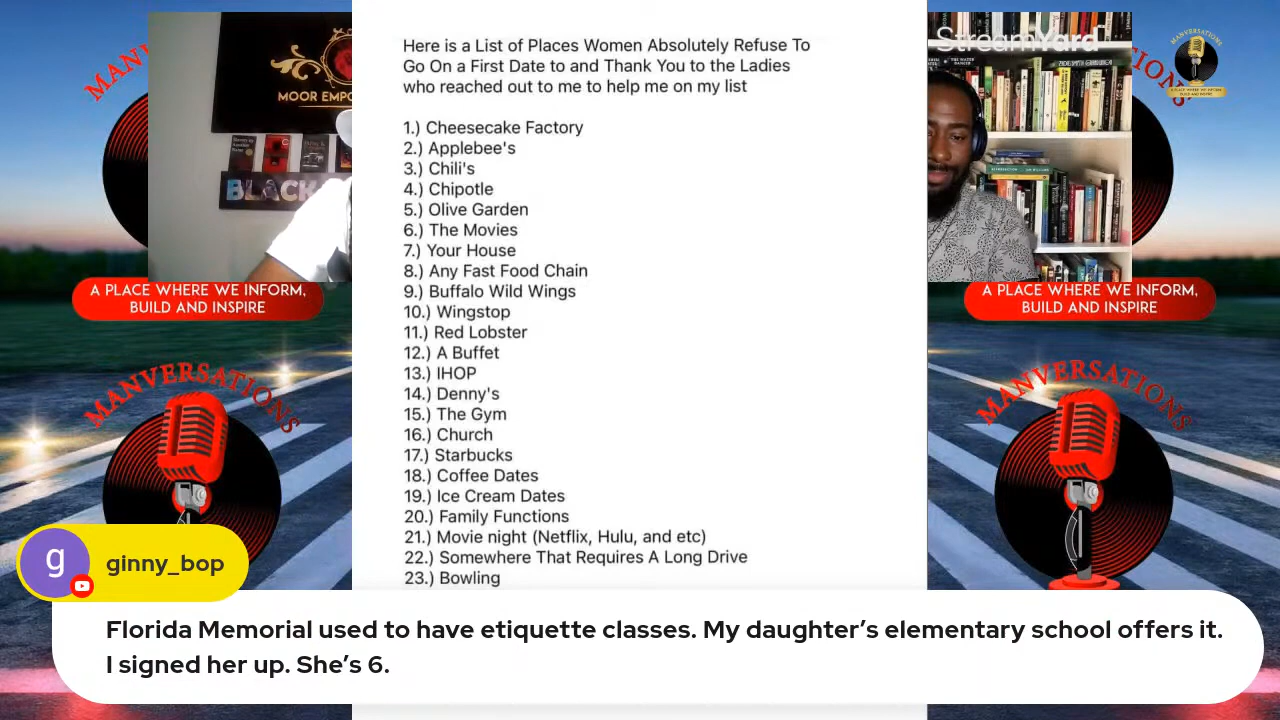 Here is a List of Places Women Absolutely Refuse To
Go On a First Date to and Thank You to the Ladies
who reached out to me to help me on my list
1.) Cheesecake Factory
2.) Applebee's
3.) Chili's
4.) Chipotle
5.) Olive Garden
6.) The Movies
7.) Your House
8.) Any Fast Food Chain
9.) Buffalo Wild Wings
10.) Wingstop
11.) Red Lobster
12.) A Buffet
13.) IHOP
14.) Denny's
15.) The Gym
16.) Church
17.) Starbucks
18.) Coffee Dates
19.) Ice Cream Dates
20.) Family Functions
21.) Movie night (Netflix, Hulu, and etc)
22.) Somewhere That Requires A Long Drive
23.) Bowling
MANV
MOOR EMPO
BLACK
A PLACE WHERE WE INFORM,
BUILD AND INSPIRE
MANVERSATIONS
StreamYard
MANVERSATIONS
IONS
A PLACE WHERE WE INFORM,
BUILD AND INSPIRE
MANVERSATIONS
g
ginny_bop
Florida Memorial used to have etiquette classes. My daughter's elementary school offers it.
I signed her up. She's 6.